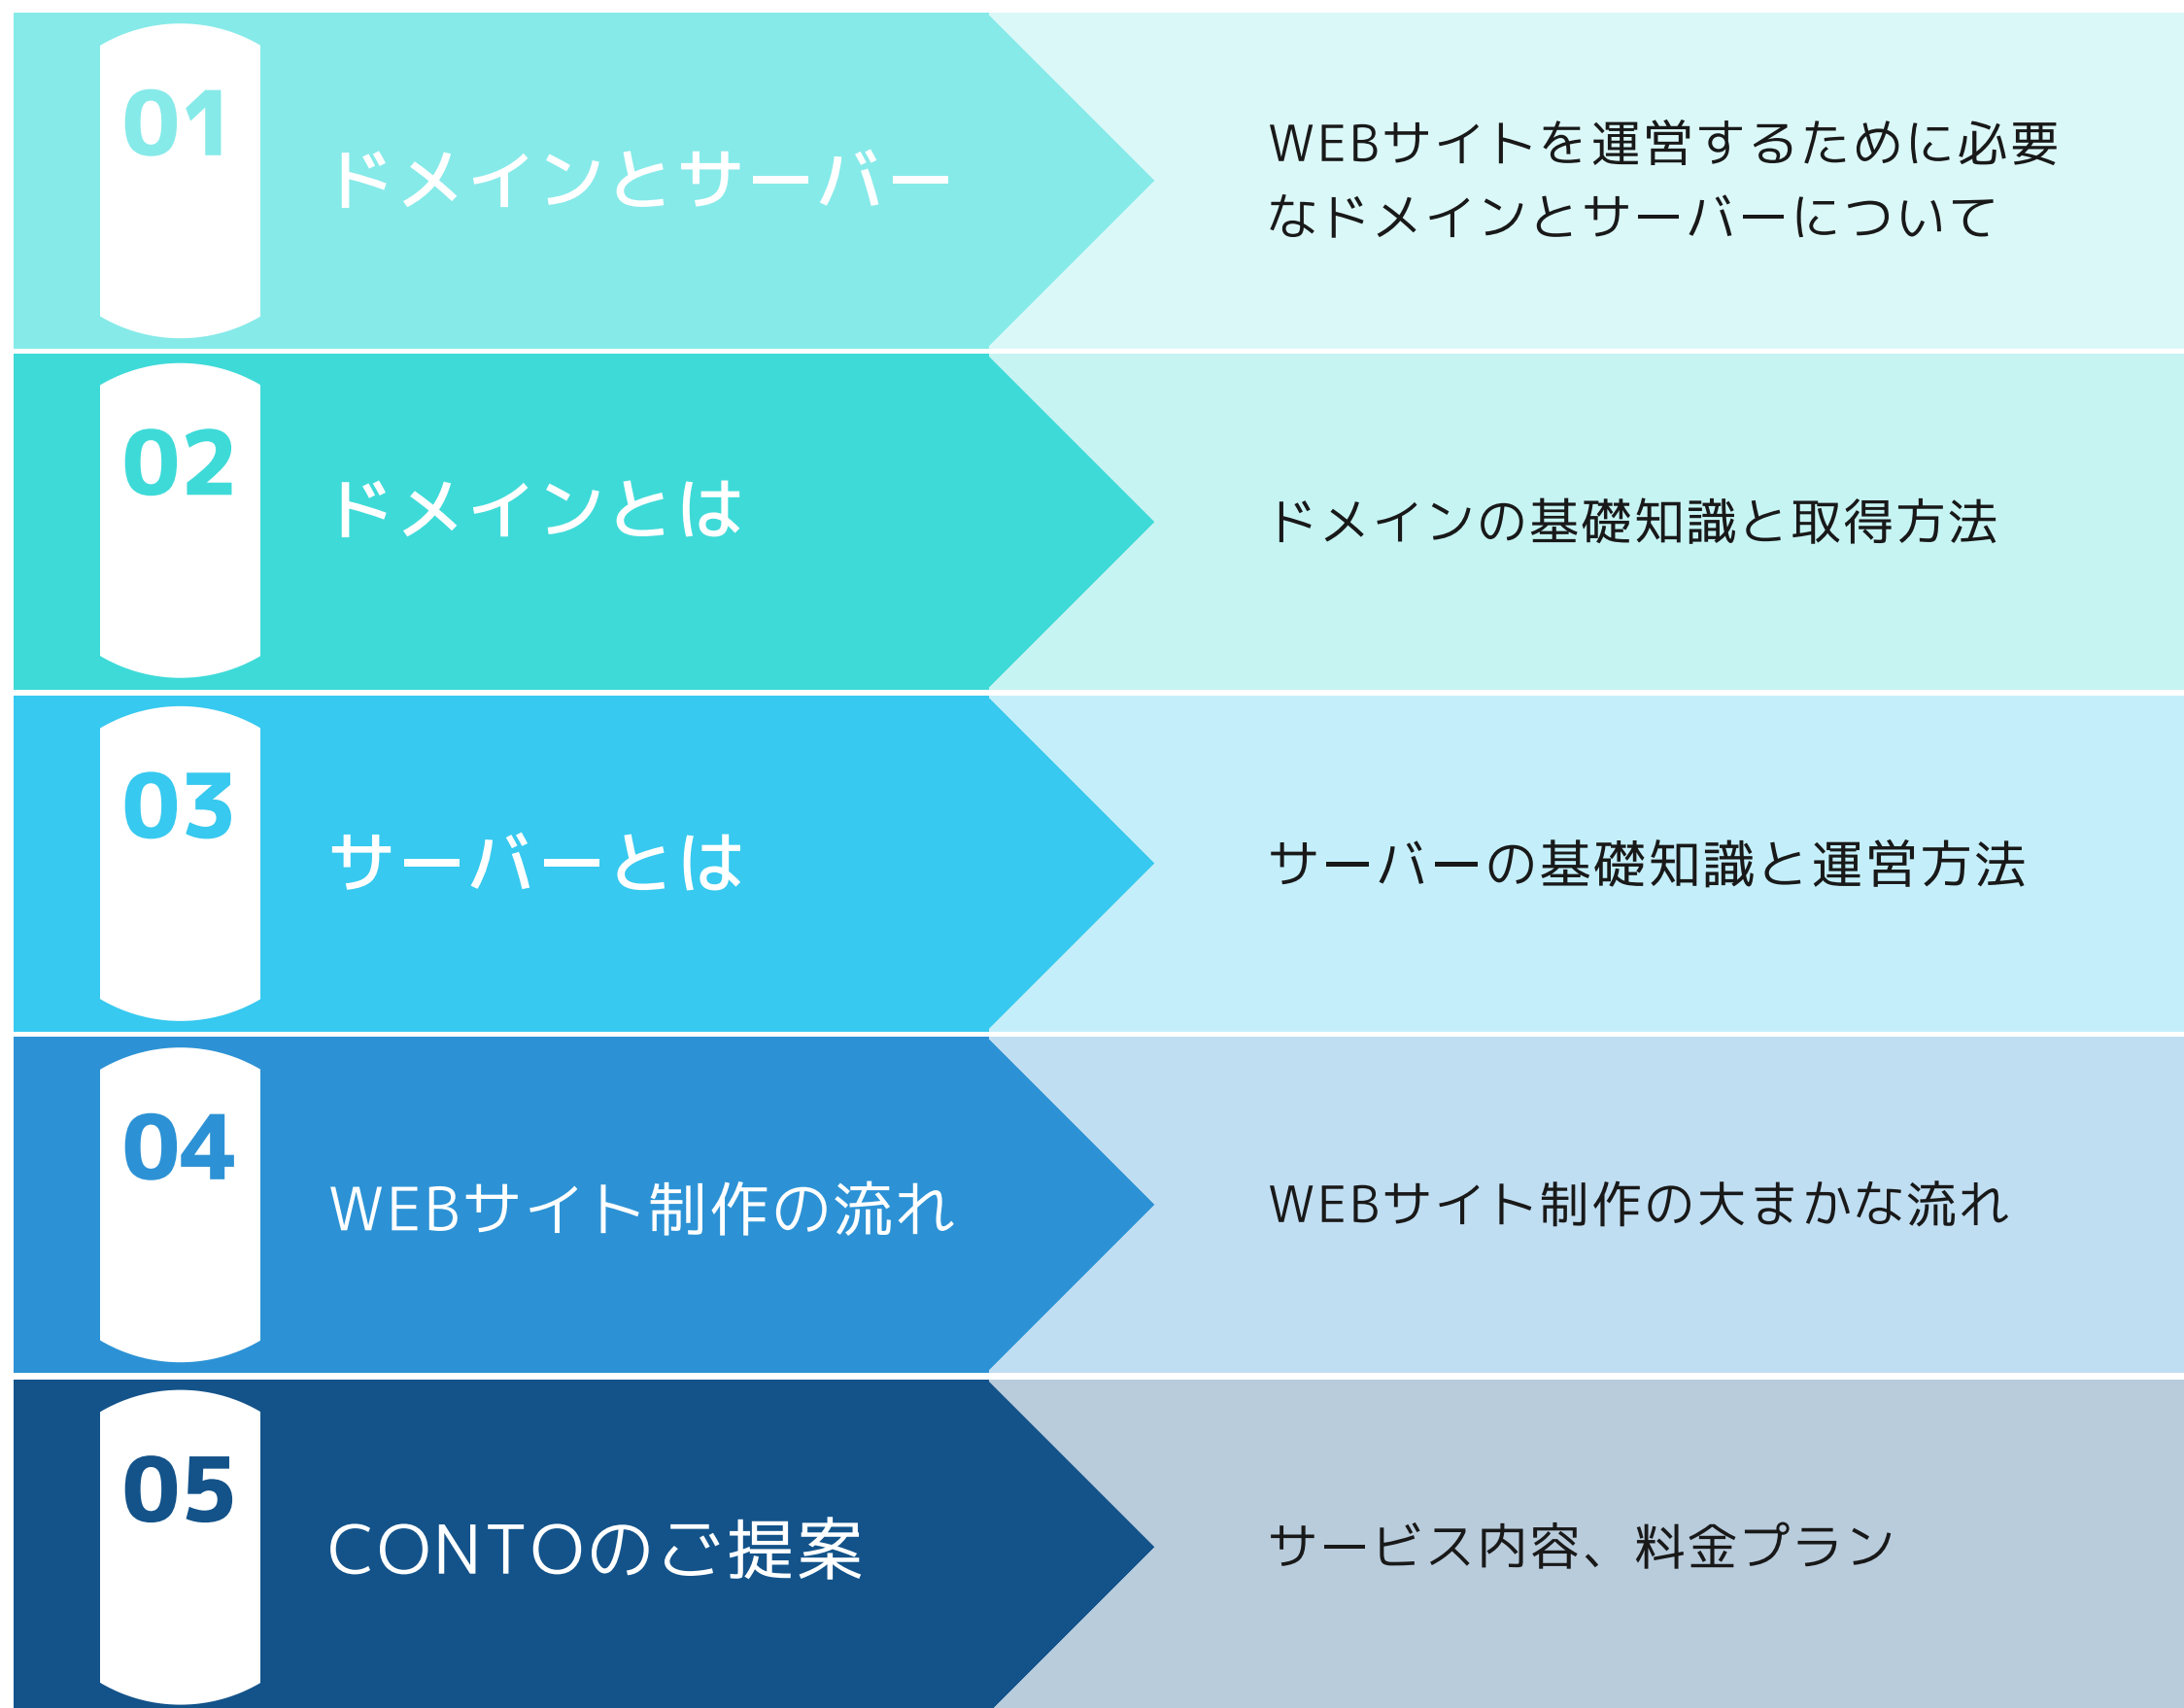 01
ドメインとサーバー
WEBサイトを運営するために必要
なドメインとサーバーについて
02
ドメインとは
ドメインの基礎知識と取得方法
03
サーバーとは
サーバーの基礎知識と運営方法
04
WEBサイト制作の流れ
WEBサイト制作の大まかな流れ
05
CONTOのご提案
サービス内容、料金プラン